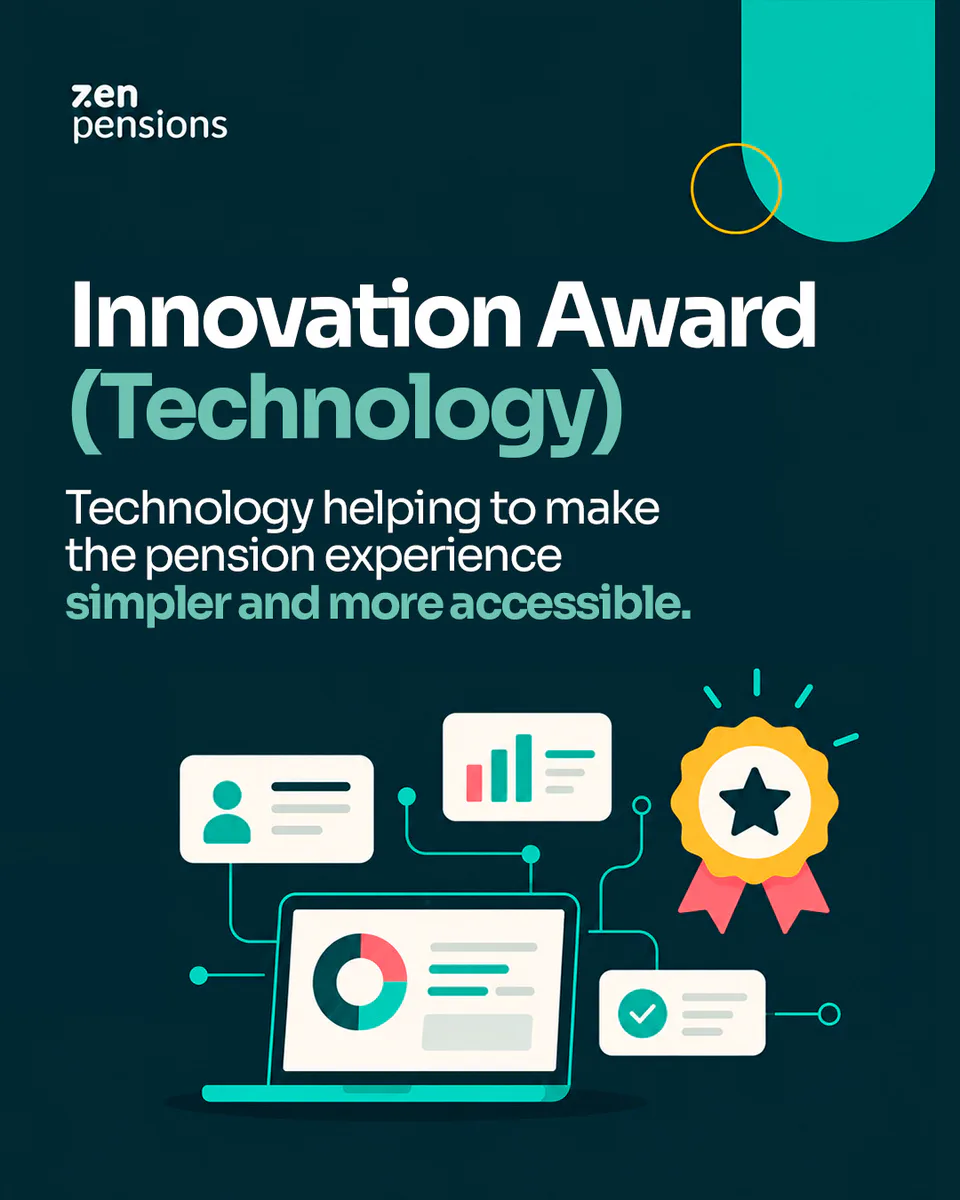 zen
pensions
Innovation Award
(Technology)
Technology helping to make
the pension experience
simpler and more accessible.